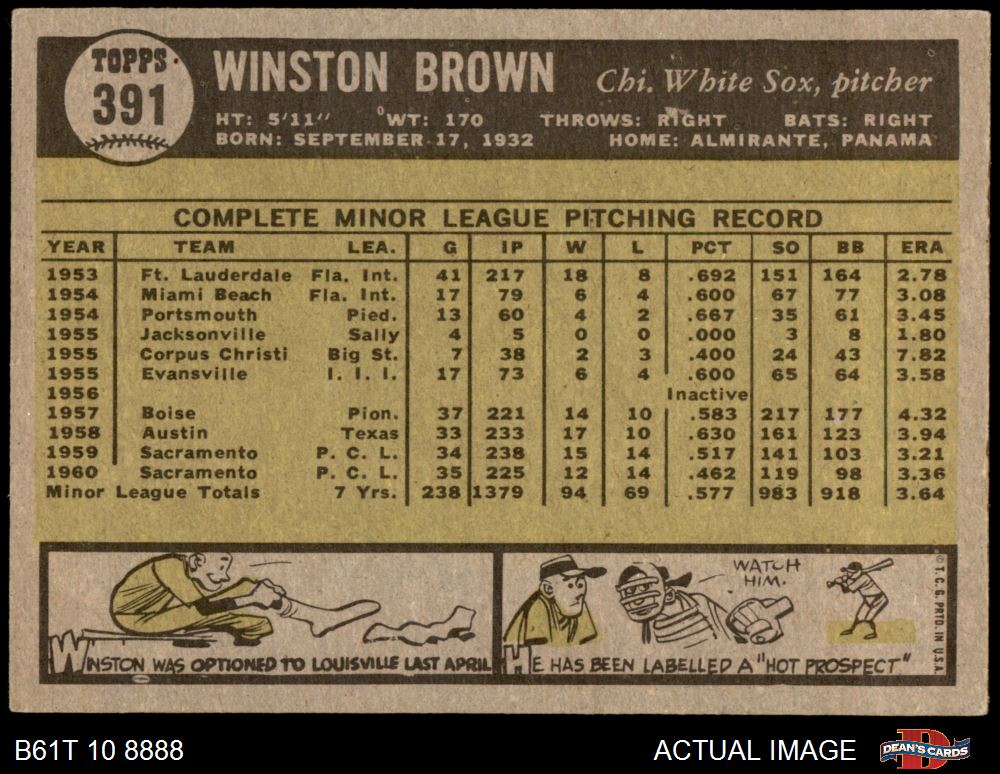 TOPPS
391
WINSTON BROWN Chi. White Sox, pitcher
HT: 5'11" WT: 170 THROWS: RIGHT BATS: RIGHT
BORN: SEPTEMBER 17, 1932 HOME: ALMIRANTE, PANAMA
COMPLETE MINOR LEAGUE PITCHING RECORD
YEAR TEAM LEA. G IP W L PCT SO BB ERA
1953 Ft. Lauderdale Fla. Int. 41 217 18 8 .692 151 164 2.78
1954 Miami Beach Fla. Int. 17 79 6 4 .600 67 77 3.08
1954 Portsmouth Pied. 13 60 4 2 .667 35 61 3.45
1955 Jacksonville Sally 4 5 0 0 .000 3 8 1.80
1955 Corpus Christi Big St. 7 38 2 3 .400 24 43 7.82
1955 Evansville I. I. I. 17 73 6 4 .600 65 64 3.58
1956 Inactive
1957 Boise Pion. 37 221 14 10 .583 217 177 4.32
1958 Austin Texas 33 233 17 10 .630 161 123 3.94
1959 Sacramento P. C. L. 34 238 15 14 .517 141 103 3.21
1960 Sacramento P. C. L. 35 225 12 14 .462 119 98 3.36
Minor League Totals 7 Yrs. 238 1379 94 69 .577 983 918 3.64
WINSTON WAS OPTIONED TO LOUISVILLE LAST APRIL
WATCH
HIM.
HE HAS BEEN LABELLED A "HOT PROSPECT"
© T. C. G. PRTD. IN U.S.A.
B61T 10 8888 ACTUAL IMAGE
DEAN'S CARDS